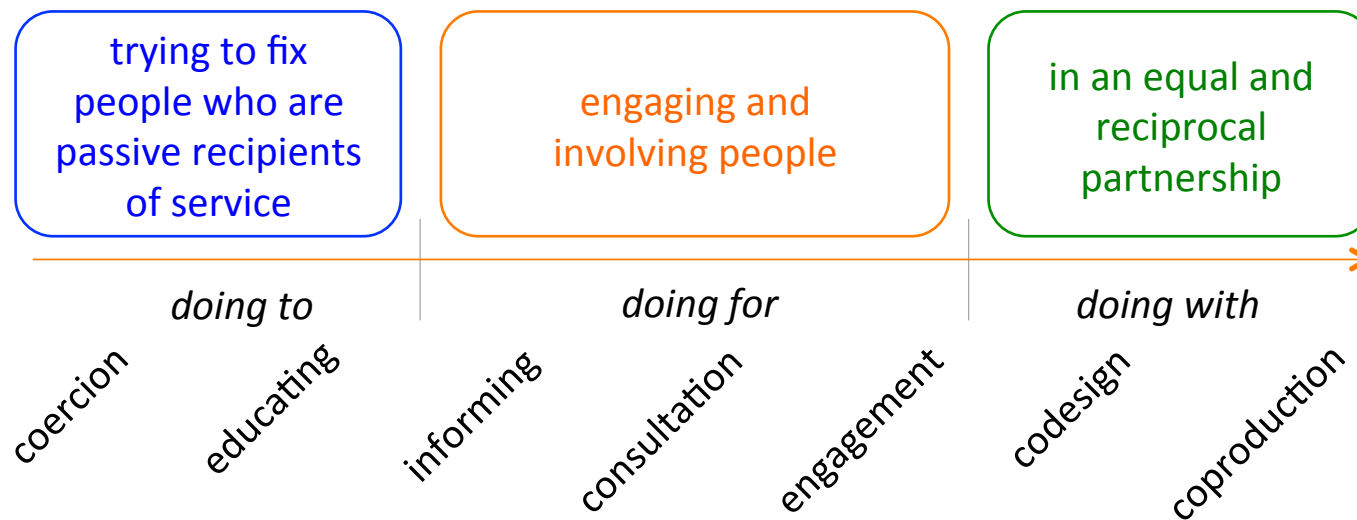 trying to fix
people who are
passive recipients
of service
engaging and
involving people
in an equal and
reciprocal
partnership
doing to
doing for
doing with
coercion
educating
informing
consultation
engagement
codesign
coproduction